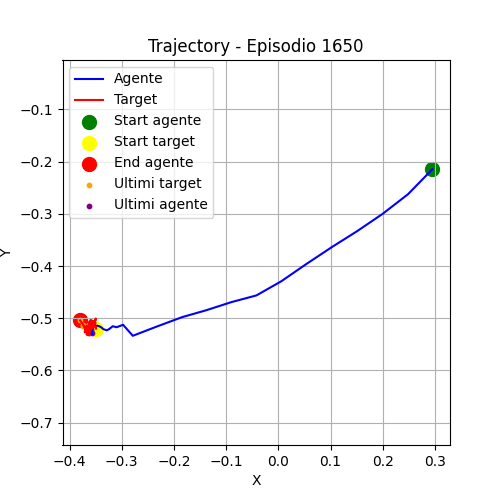 Trajectory - Episodio 1650
Agente
Target
Start agente
Start target
End agente
Ultimi target
Ultimi agente
Y
−0.1
−0.2
−0.3
−0.4
−0.5
−0.6
−0.7
−0.4 −0.3 −0.2 −0.1 0.0 0.1 0.2 0.3
X